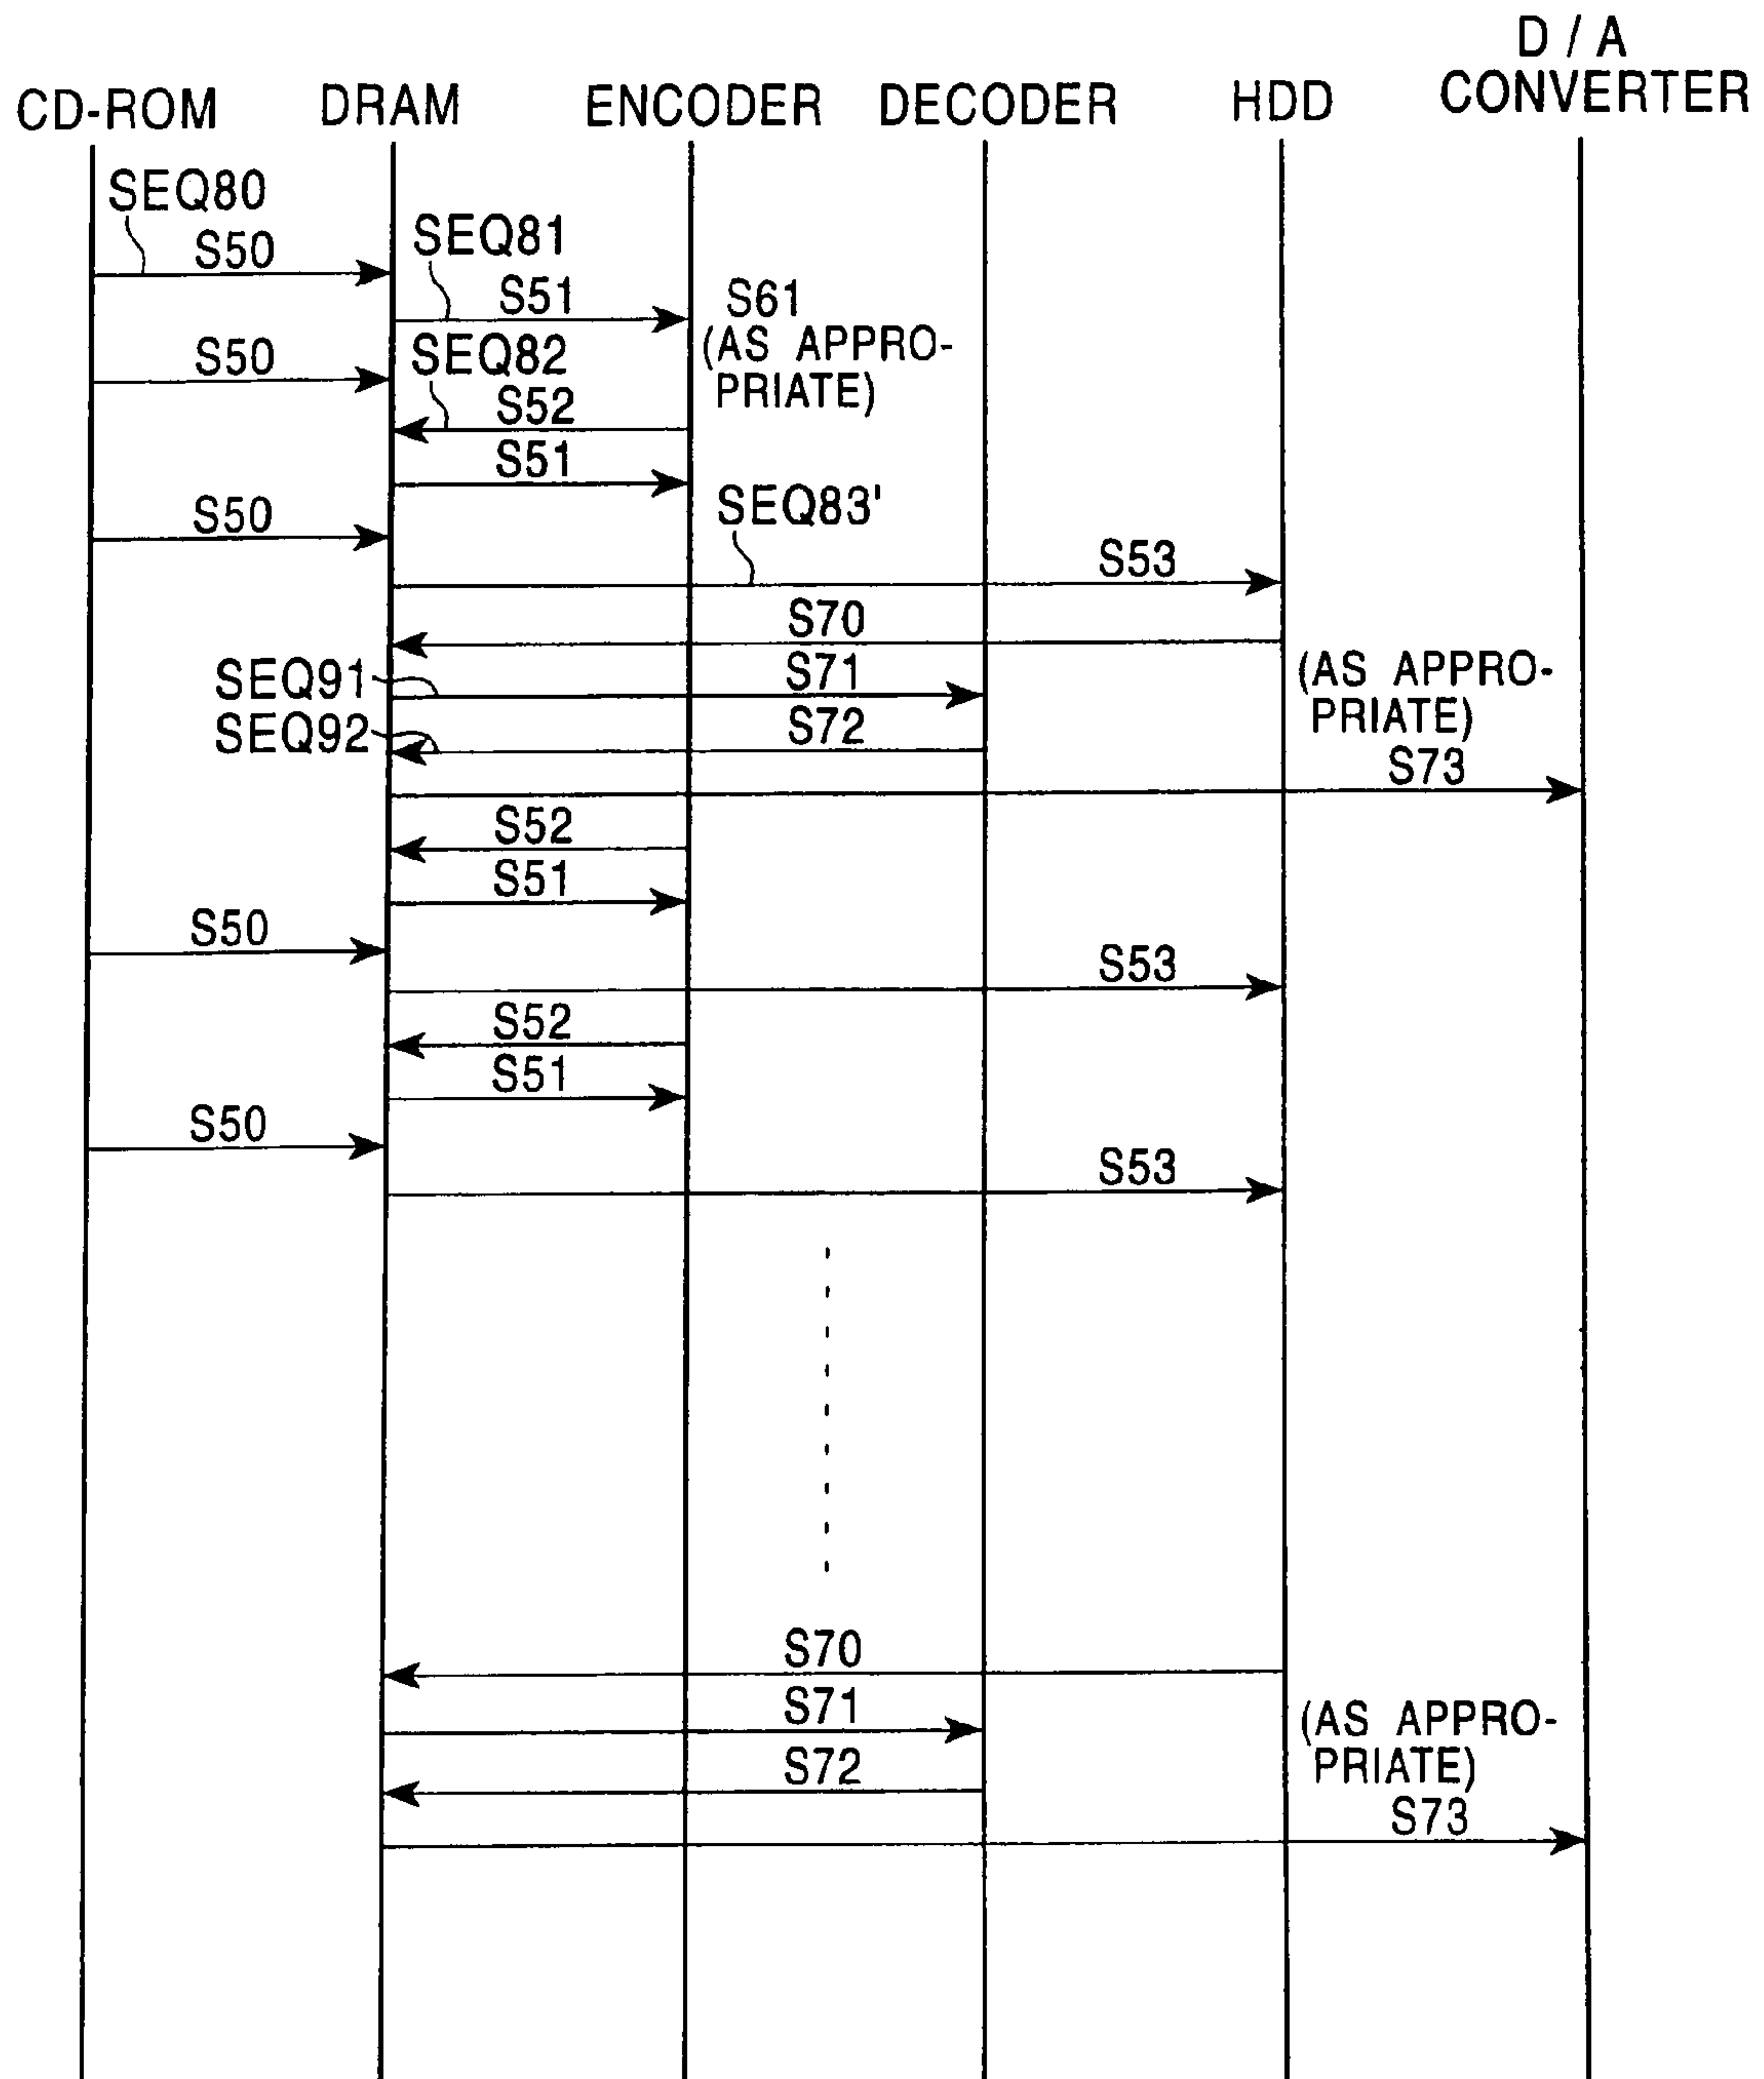 D / A
CD-ROM DRAM ENCODER DECODER HDD CONVERTER
SEQ80
S50
SEQ81
S51
S61
(AS APPRO-
PRIATE)
S50
SEQ82
S52
S51
SEQ83'
S50
S53
S70
SEQ91
S71
(AS APPRO-
PRIATE)
SEQ92
S72
S73
S52
S51
S50
S53
S52
S51
S50
S53
S70
S71
(AS APPRO-
PRIATE)
S72
S73